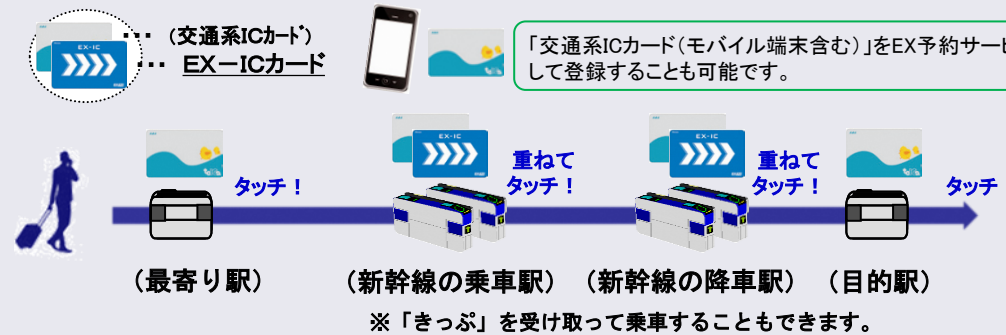 … （交通系ICカード）
… EX－ICカード
「交通系ICカード（モバイル端末含む）」をEX予約サービ
して登録することも可能です。
EX-IC
EX-IC
EX-IC
タッチ！
重ねて
タッチ！
重ねて
タッチ！
タッチ
（最寄り駅）
（新幹線の乗車駅）
（新幹線の降車駅）
（目的駅）
※「きっぷ」を受け取って乗車することもできます。